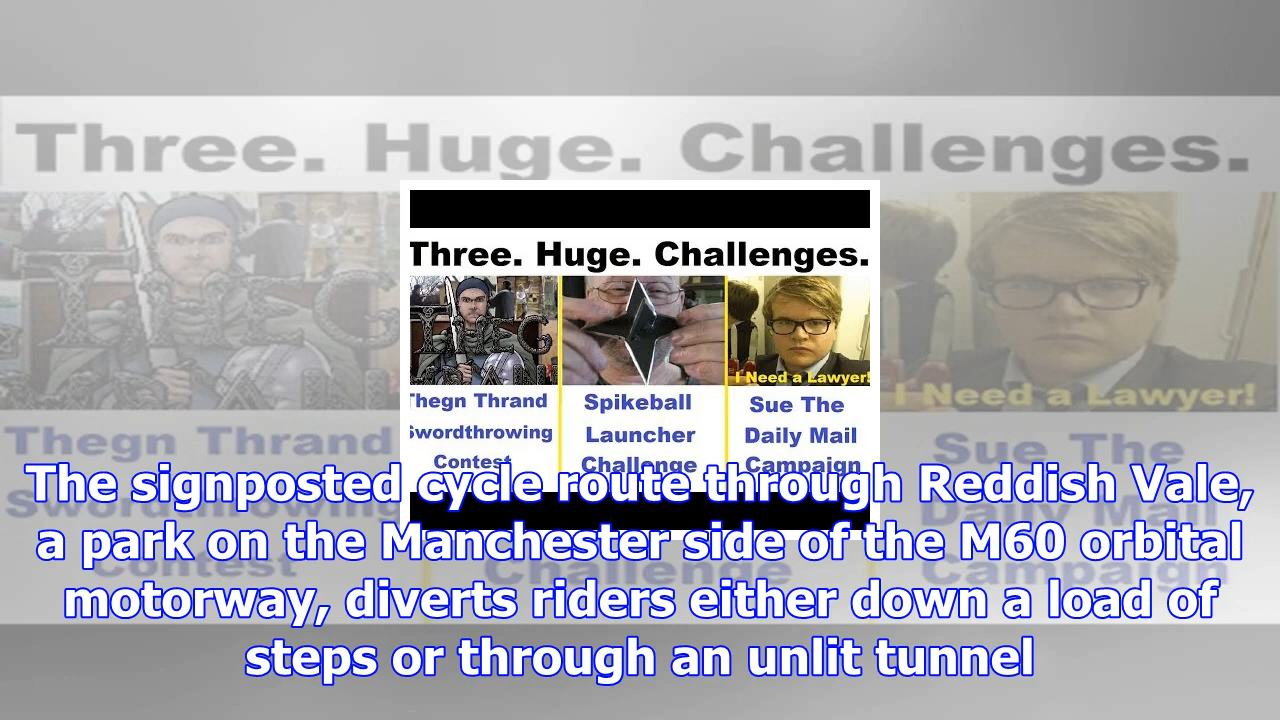 Three. Huge. Challenges.
Three. Huge. Challenges.
I Need a Lawyer!
I Need a Lawyer!
Thegn Thrand
Swordthrowing
Contest
Spikeball
Launcher
Challenge
Sue The
Daily Mail
Campaign
Thegn Thrand
Swordthrowing
Contest
Challenge
Sue The
Daily Mail
Campaign
The signposted cycle route through Reddish Vale,
a park on the Manchester side of the M60 orbital
motorway, diverts riders either down a load of
steps or through an unlit tunnel